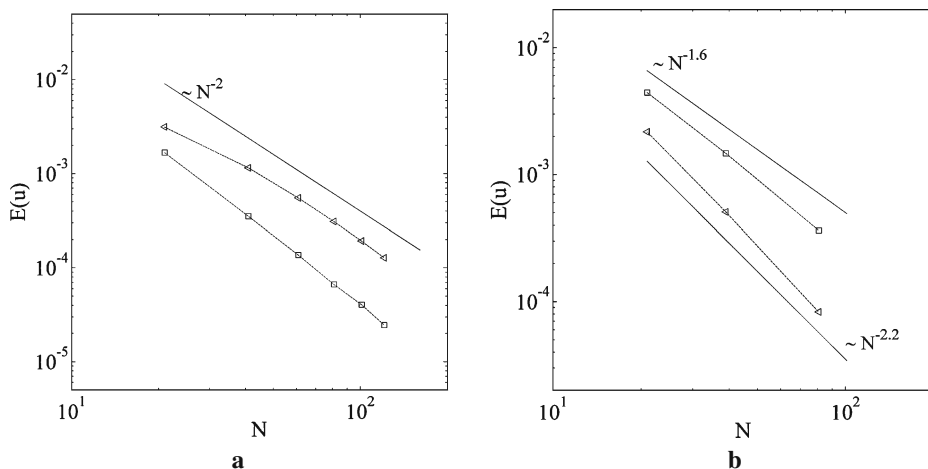 10^-2
10^-3
10^-4
10^-5
E(u)
~ N^-2
10^1
10^2
N
a
10^-2
10^-3
10^-4
E(u)
~ N^-1.6
~ N^-2.2
10^1
10^2
N
b